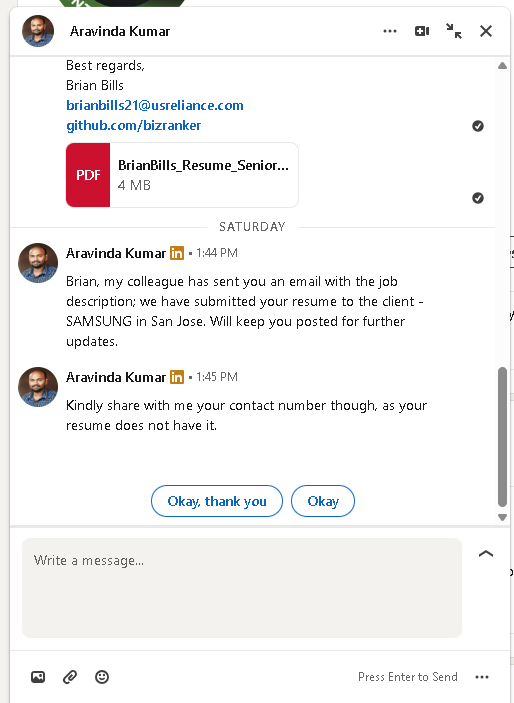 Aravinda Kumar
Best regards,
Brian Bills
brianbills21@usreliance.com
github.com/bizranker
PDF
BrianBills_Resume_Senior...
4 MB
SATURDAY
Aravinda Kumar in • 1:44 PM
Brian, my colleague has sent you an email with the job
description; we have submitted your resume to the client -
SAMSUNG in San Jose. Will keep you posted for further
updates.
Aravinda Kumar in • 1:45 PM
Kindly share with me your contact number though, as your
resume does not have it.
Okay, thank you
Okay
Write a message...
Press Enter to Send